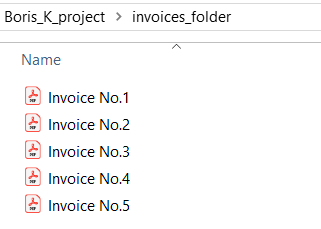 Boris_K_project > invoices_folder
Name
Invoice No.1
Invoice No.2
Invoice No.3
Invoice No.4
Invoice No.5